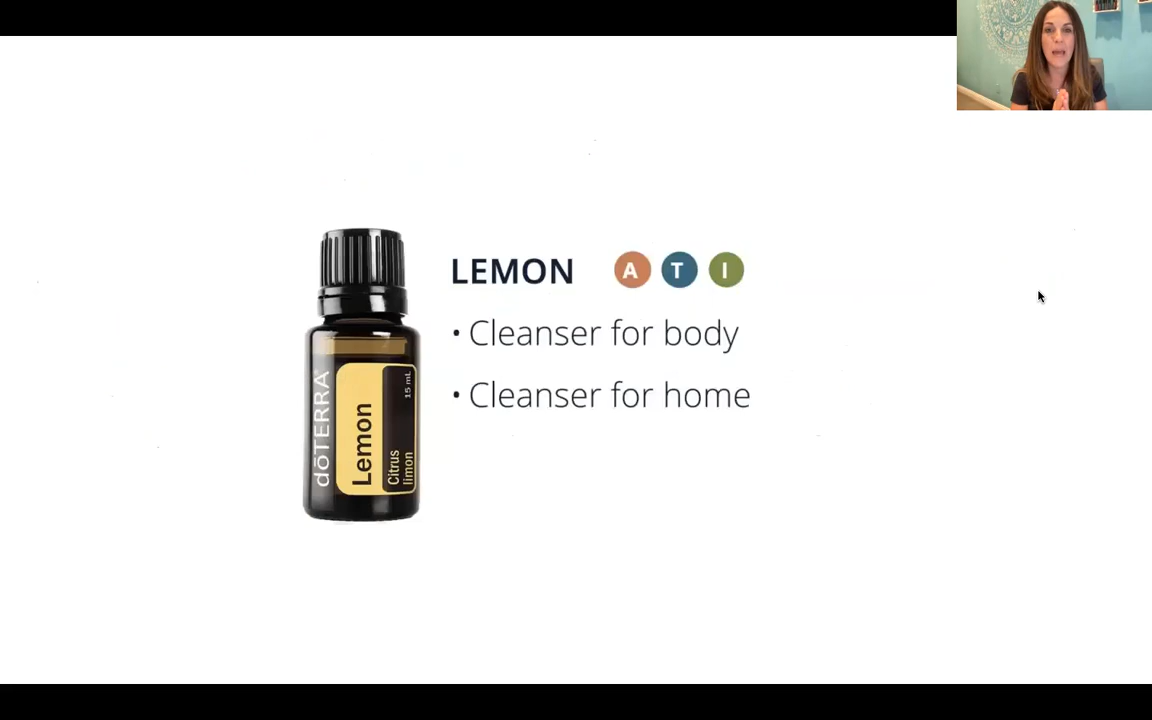 LEMON A T I
• Cleanser for body
• Cleanser for home
dōTERRA
Lemon
Citrus
limon
15 mL